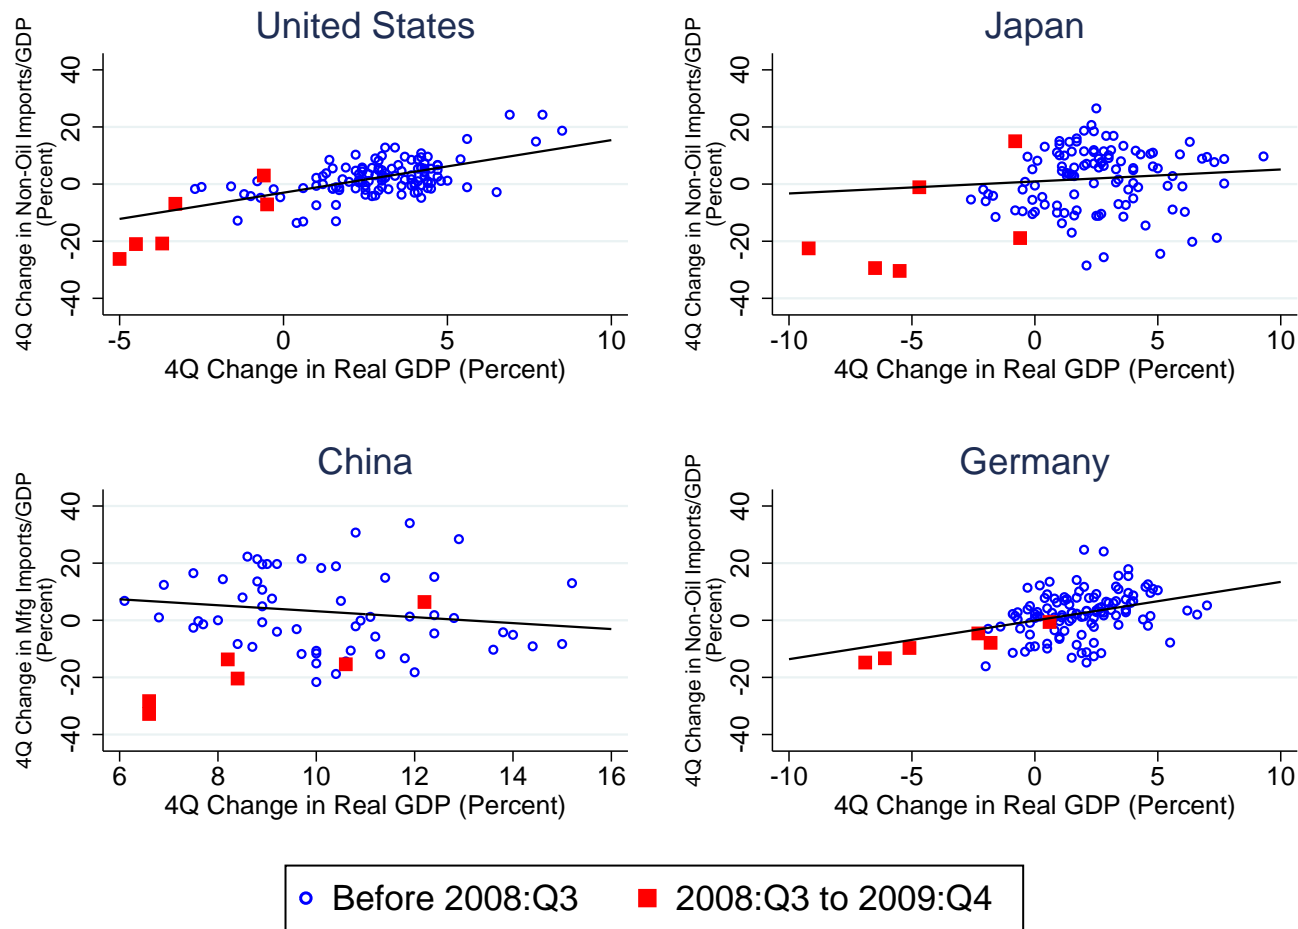 United States
4Q Change in Non-Oil Imports/GDP
(Percent)
40
20
0
-20
-40
-5
0
5
10
4Q Change in Real GDP (Percent)
Japan
4Q Change in Non-Oil Imports/GDP
(Percent)
40
20
0
-20
-40
-10
-5
0
5
10
4Q Change in Real GDP (Percent)
China
4Q Change in Mfg Imports/GDP
(Percent)
40
20
0
-20
-40
6
8
10
12
14
16
4Q Change in Real GDP (Percent)
Germany
4Q Change in Non-Oil Imports/GDP
(Percent)
40
20
0
-20
-40
-10
-5
0
5
10
4Q Change in Real GDP (Percent)
Before 2008:Q3
2008:Q3 to 2009:Q4